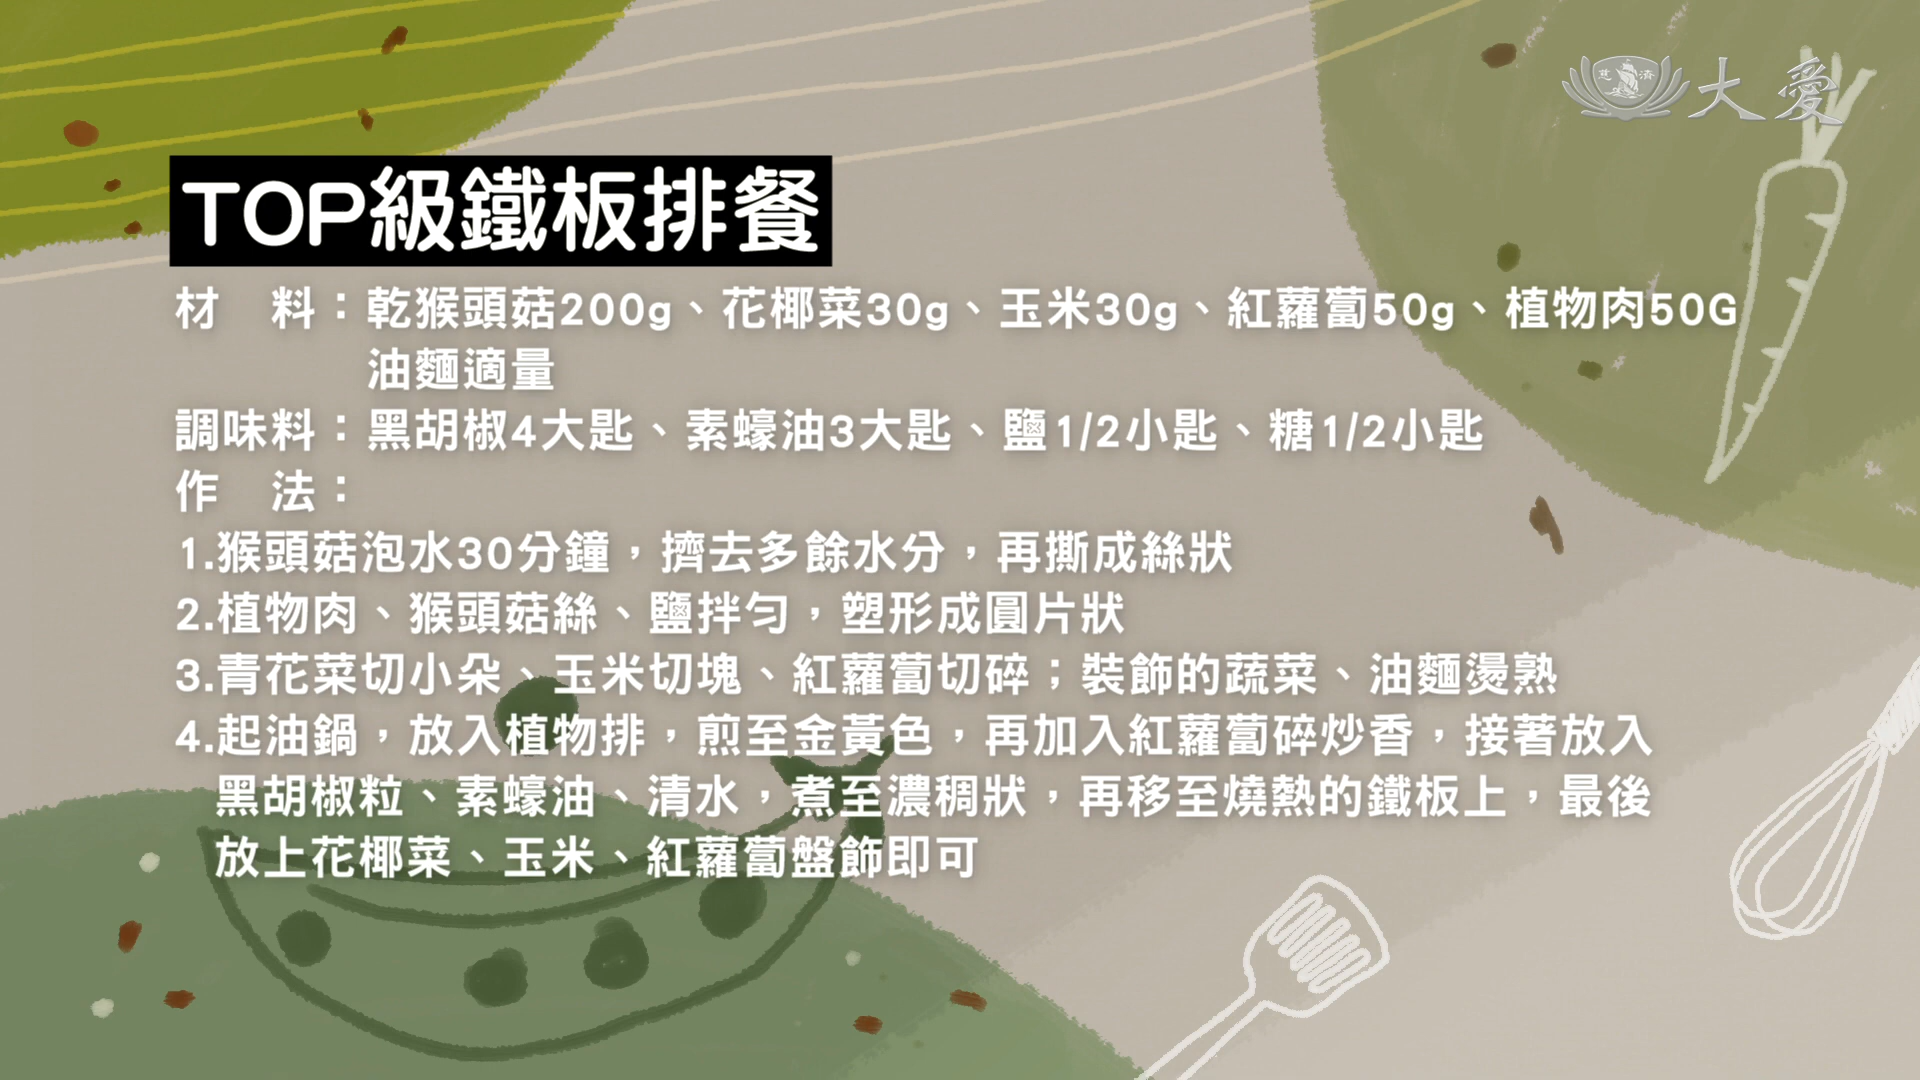 慈濟
大愛
TOP級鐵板排餐
材　料：乾猴頭菇200g、花椰菜30g、玉米30g、紅蘿蔔50g、植物肉50G
油麵適量
調味料：黑胡椒4大匙、素蠔油3大匙、鹽1/2小匙、糖1/2小匙
作　法：
1.猴頭菇泡水30分鐘，擠去多餘水分，再撕成絲狀
2.植物肉、猴頭菇絲、鹽拌勻，塑形成圓片狀
3.青花菜切小朵、玉米切塊、紅蘿蔔切碎；裝飾的蔬菜、油麵燙熟
4.起油鍋，放入植物排，煎至金黃色，再加入紅蘿蔔碎炒香，接著放入
黑胡椒粒、素蠔油、清水，煮至濃稠狀，再移至燒熱的鐵板上，最後
放上花椰菜、玉米、紅蘿蔔盤飾即可